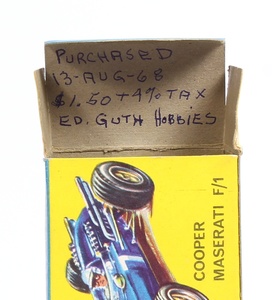 PURCHASED
13-AUG-68
$1.50 + 4% TAX
ED. GUTH HOBBIES
COOPER
MASERATI F/1